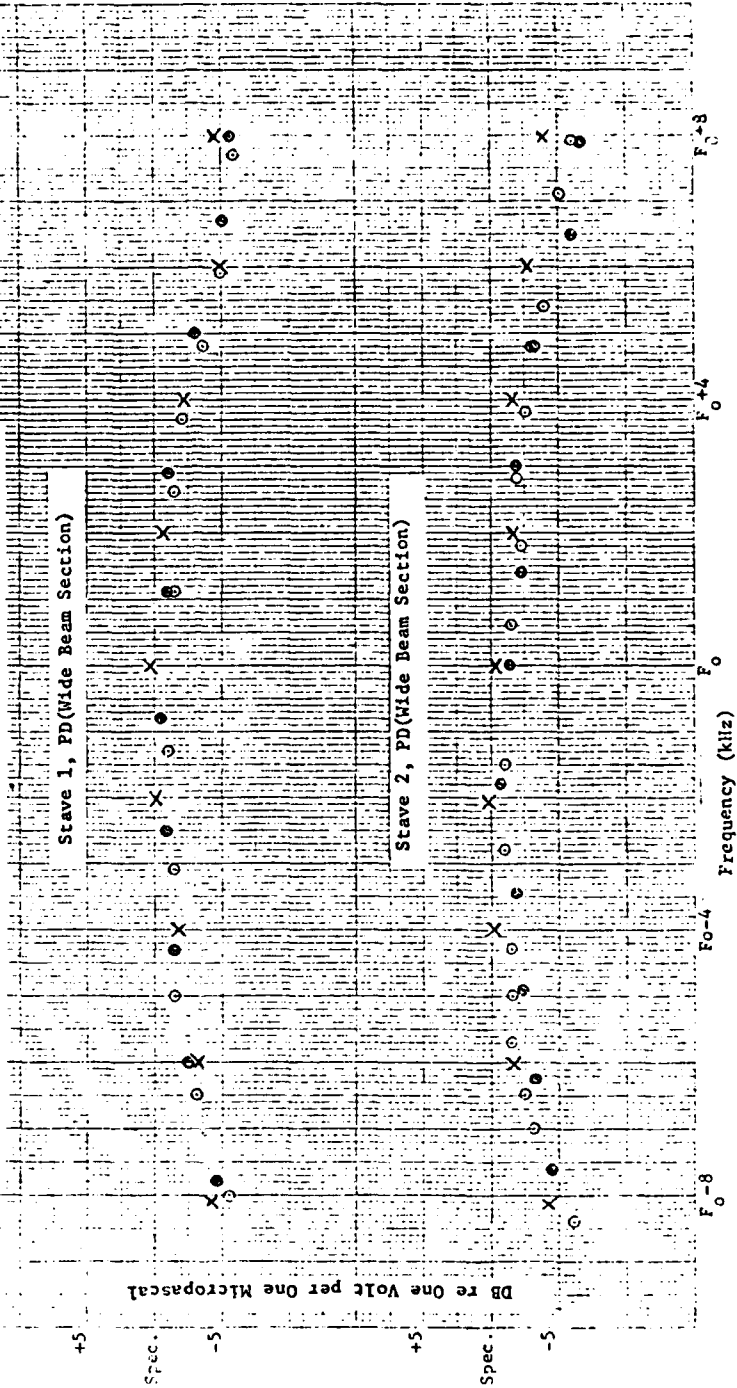 Stave 1, PD(Wide Beam Section)
Stave 2, PD(Wide Beam Section)
DB re One Volt per One Micropascal
+5
Spec.
-5
+5
Spec.
-5
Fo-8
Fo-4
Fo
Fo+4
Fo+8
Frequency (kHz)